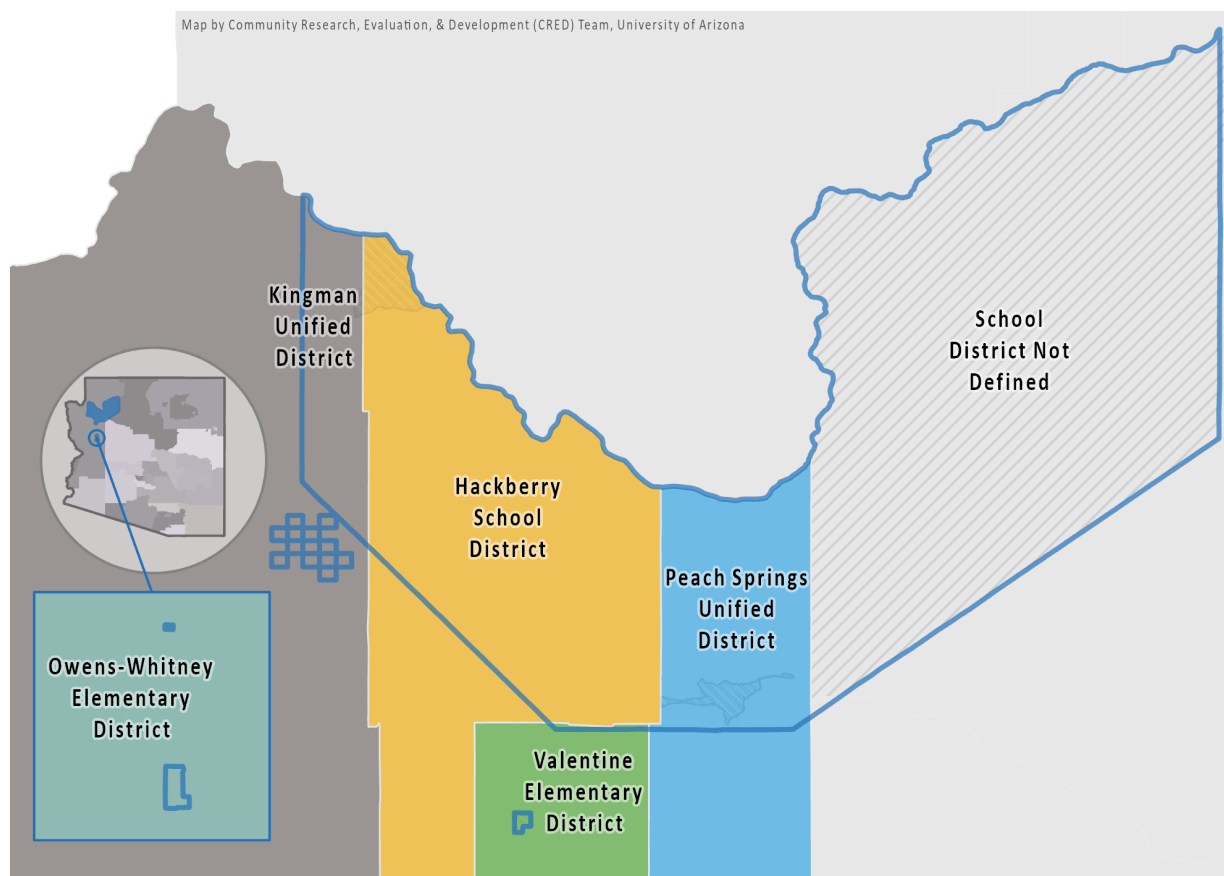 Map by Community Research, Evaluation, & Development (CRED) Team, University of Arizona
Kingman
Unified
District
School
District Not
Defined
Hackberry
School
District
Peach Springs
Unified
District
Owens-Whitney
Elementary
District
Valentine
Elementary
District